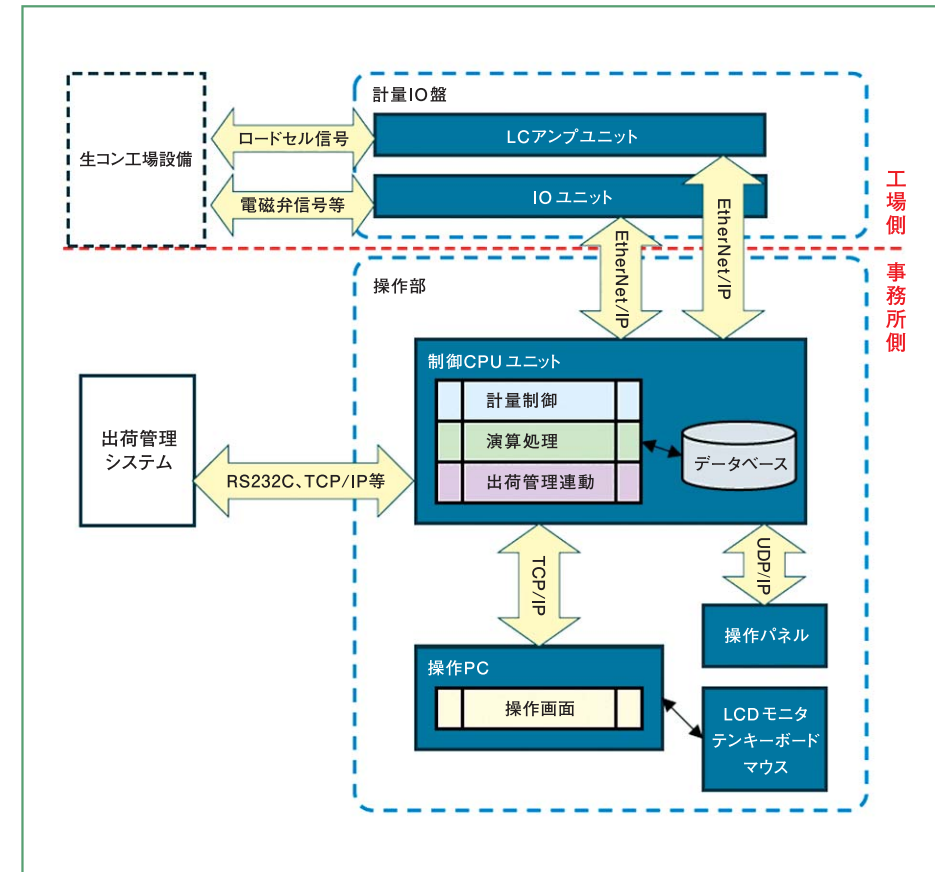 計量IO盤
生コン工場設備
ロードセル信号
LCアンプユニット
電磁弁信号等
IOユニット
工場側
EtherNet/IP
EtherNet/IP
事務所側
操作部
制御CPUユニット
計量制御
演算処理
出荷管理連動
データベース
出荷管理
システム
RS232C、TCP/IP等
TCP/IP
UDP/IP
操作パネル
操作PC
操作画面
LCDモニタ
テンキーボード
マウス